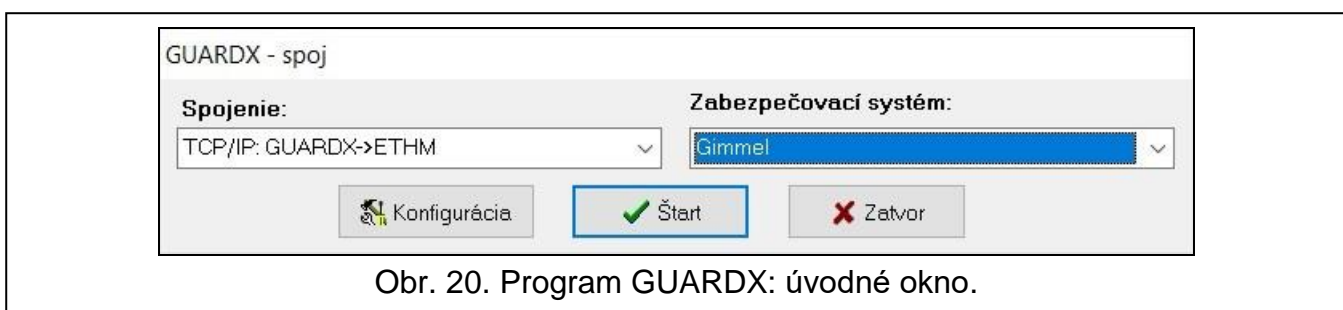 GUARDX - spoj
Spojenie:
Zabezpečovací systém:
TCP/IP: GUARDX->ETHM
Gimmel
Konfigurácia
Štart
Zatvor
Obr. 20. Program GUARDX: úvodné okno.